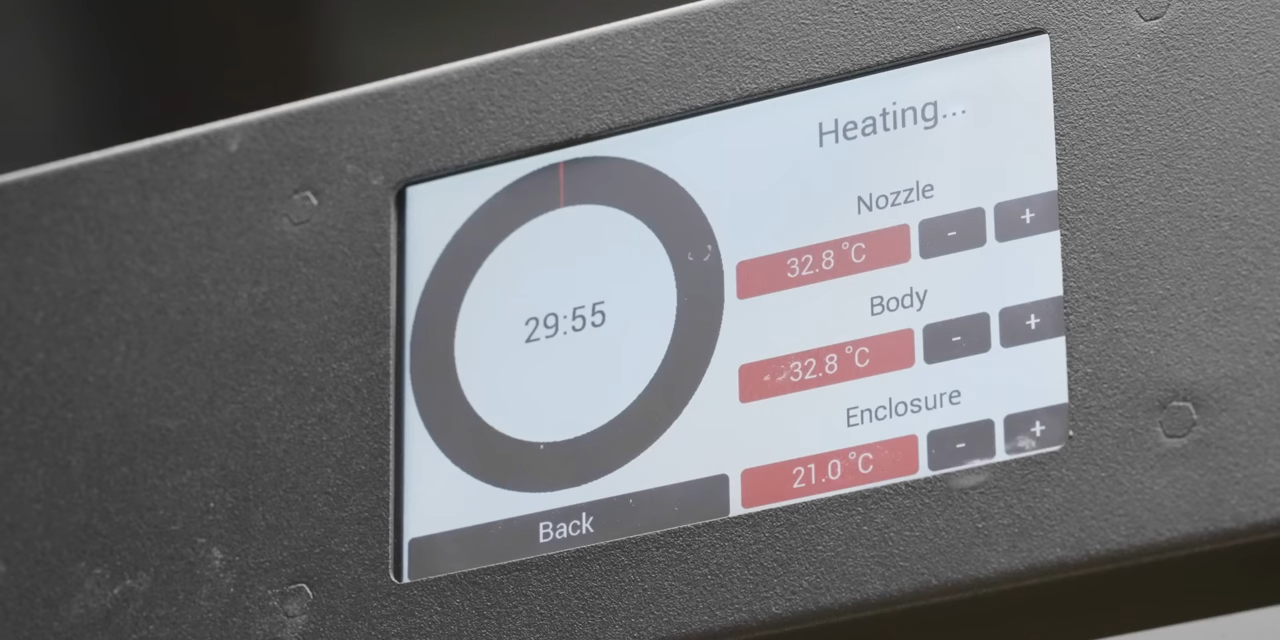 Heating...
Nozzle
32.8 °C - +
Body
32.8 °C - +
29:55
Enclosure
21.0 °C - +
Back